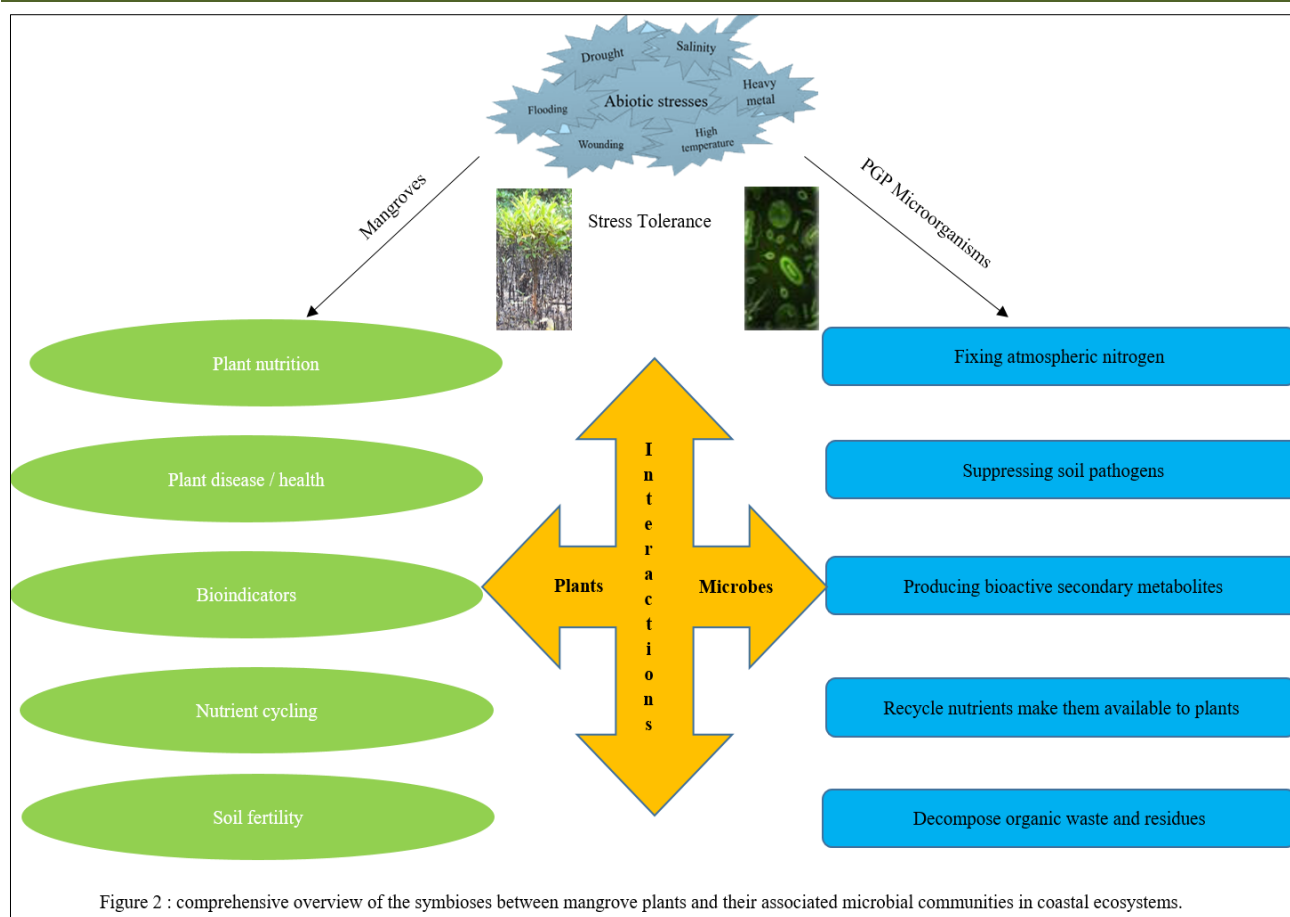 Drought
Salinity
Flooding
Abiotic stresses
Heavy
metal
Wounding
High
temperature
Mangroves
Stress Tolerance
PGP Microorganisms
Plant nutrition
Fixing atmospheric nitrogen
Plant disease / health
Suppressing soil pathogens
Interactions
Bioindicators
Plants
Microbes
Producing bioactive secondary metabolites
Nutrient cycling
Recycle nutrients make them available to plants
Soil fertility
Decompose organic waste and residues
Figure 2 : comprehensive overview of the symbioses between mangrove plants and their associated microbial communities in coastal ecosystems.